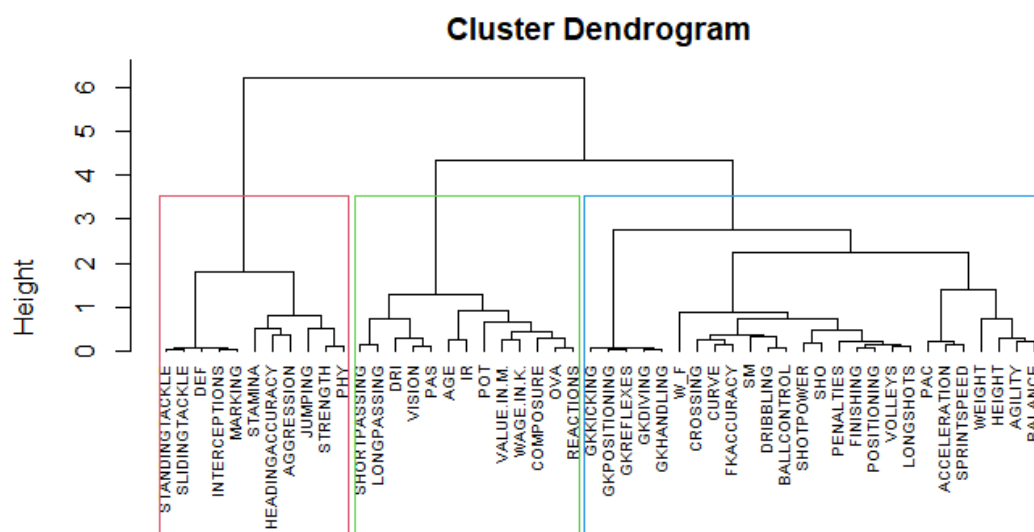 Cluster Dendrogram
Height
6
5
4
3
2
1
0
STANDINGTACKLE
SLIDINGTACKLE
DEF
INTERCEPTIONS
MARKING
STAMINA
HEADINGACCURACY
AGGRESSION
JUMPING
STRENGTH
PHY
SHORTPASSING
LONGPASSING
DRI
VISION
PAS
AGE
IR
POT
VALUE.IN.M.
WAGE.IN.K.
COMPOSURE
OVA
REACTIONS
GKKICKING
GKPOSITIONING
GKREFLEXES
GKDIVING
GKHANDLING
W_F
CROSSING
CURVE
FKACCURACY
SM
DRIBBLING
BALLCONTROL
SHOTPOWER
SHO
PENALTIES
FINISHING
POSITIONING
VOLLEYS
LONGSHOTS
PAC
ACCELERATION
SPRINTSPEED
WEIGHT
HEIGHT
AGILITY
BALANCE